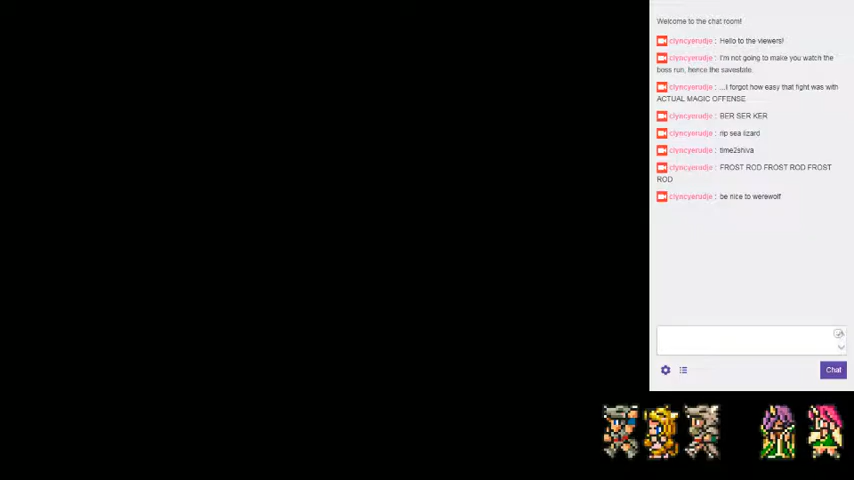 Welcome to the chat room!
clyncyerudje : Hello to the viewers!
clyncyerudje : I'm not going to make you watch the
boss run, hence the savestate.
clyncyerudje : ...I forgot how easy that fight was with
ACTUAL MAGIC OFFENSE
clyncyerudje : BER SER KER
clyncyerudje : rip sea lizard
clyncyerudje : time2shiva
clyncyerudje : FROST ROD FROST ROD FROST
ROD
clyncyerudje : be nice to werewolf
Chat